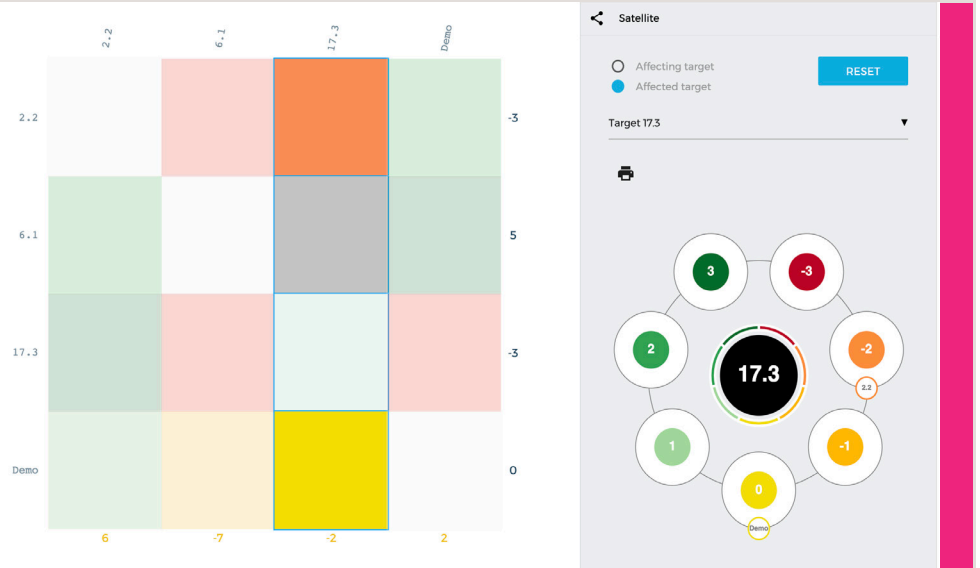 2.2 6.1 17.3 Demo
2.2 -3
6.1 5
17.3 -3
Demo 0
6 -7 -2 2
Satellite
Affecting target
Affected target
RESET
Target 17.3
3 -3
2 -2
17.3
2.2
1 -1
0
Demo